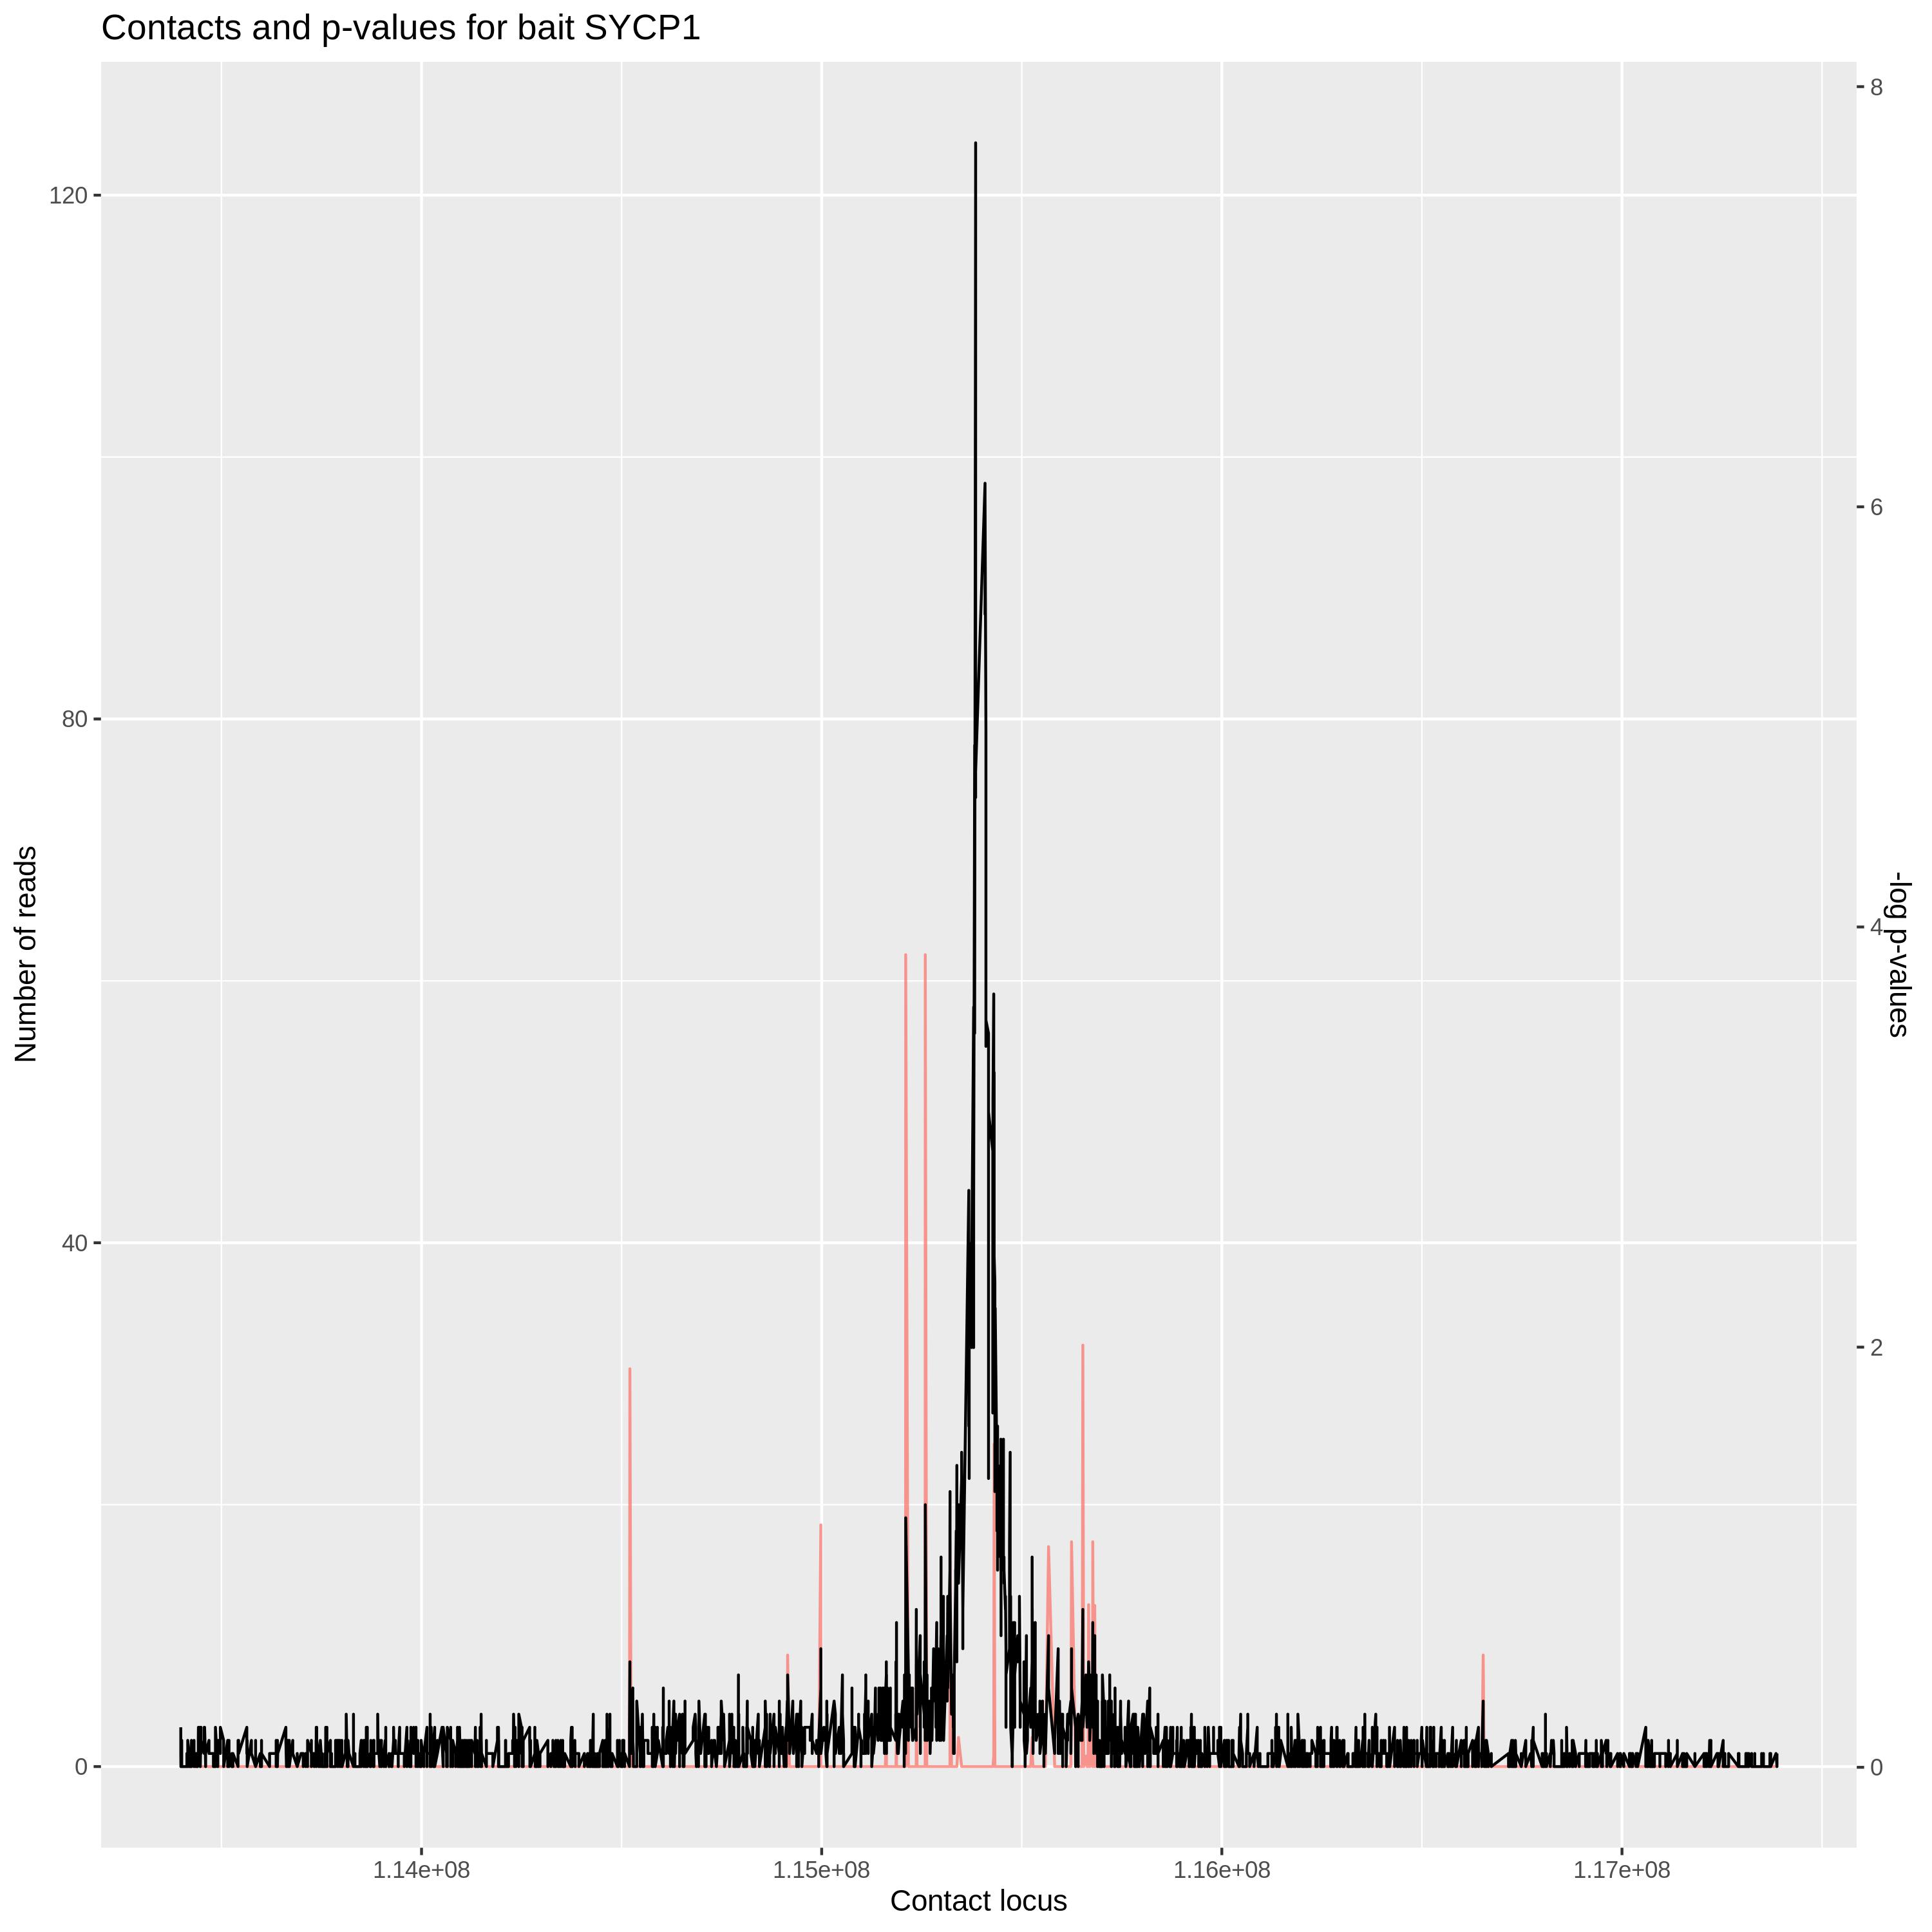 Contacts and p-values for bait SYCP1
120
80
40
0
Number of reads
8
6
4
2
0
-log p-values
1.14e+08
1.15e+08
1.16e+08
1.17e+08
Contact locus